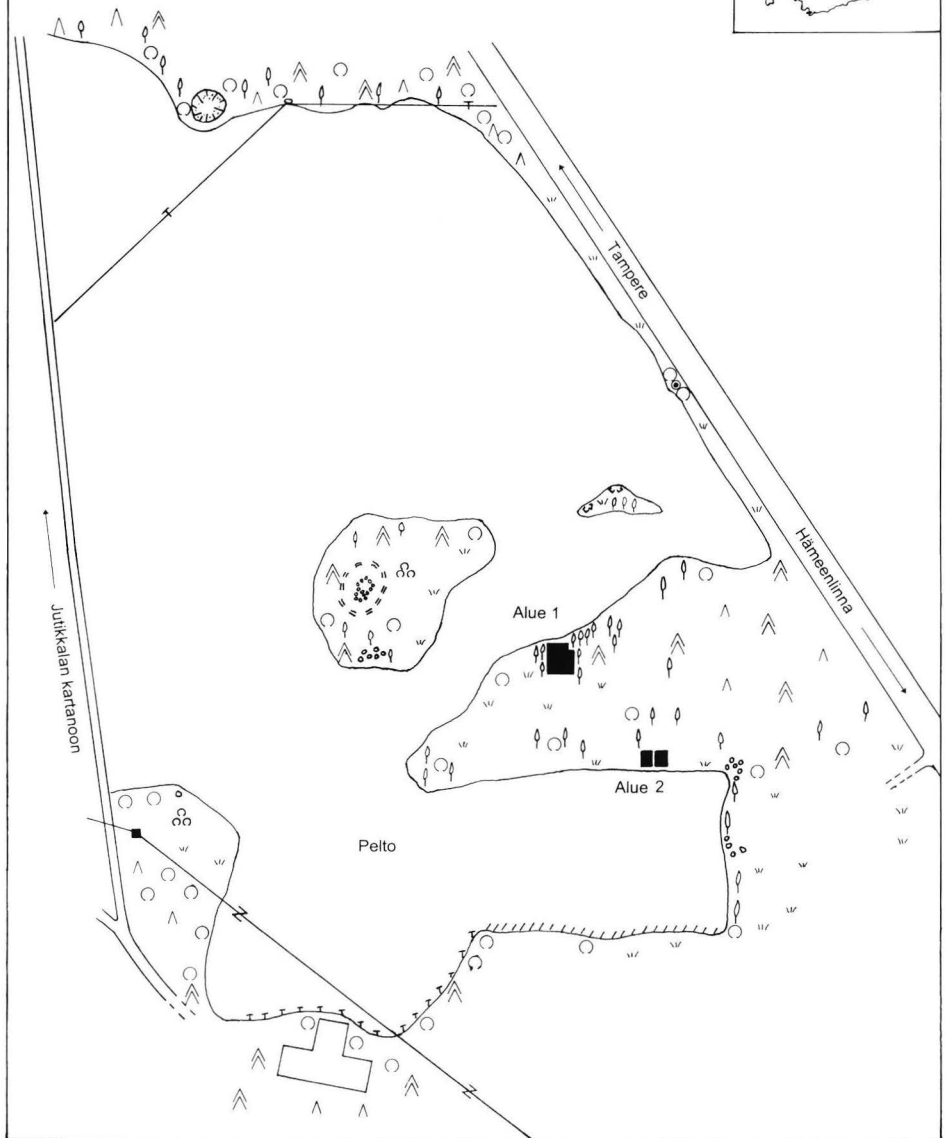 Tampere
Hämeenlinna
Jutikkalan kartanoon
Alue 1
Alue 2
Pelto